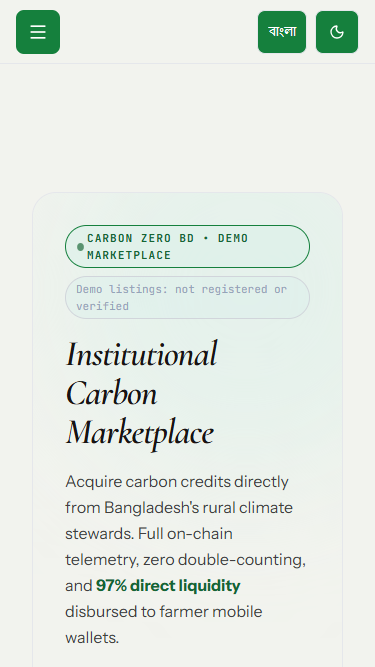 বাংলা
CARBON ZERO BD • DEMO
MARKETPLACE
Demo listings: not registered or
verified
Institutional
Carbon
Marketplace
Acquire carbon credits directly
from Bangladesh's rural climate
stewards. Full on-chain
telemetry, zero double-counting,
and 97% direct liquidity
disbursed to farmer mobile
wallets.